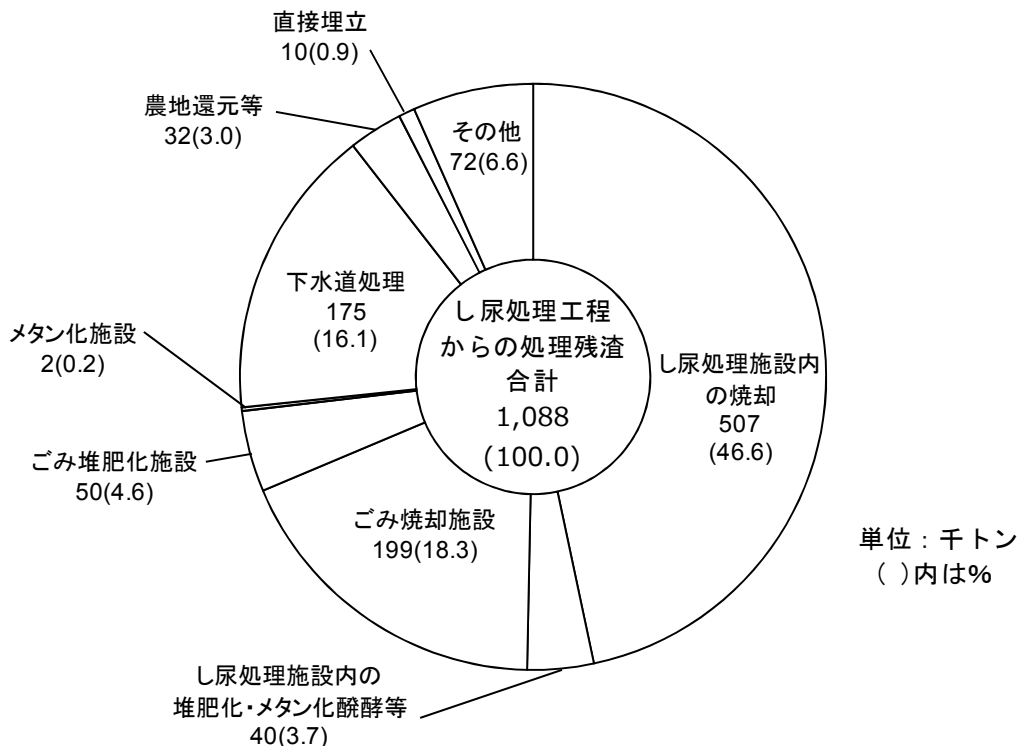 直接埋立
10(0.9)
農地還元等
32(3.0)
その他
72(6.6)
下水道処理
175
(16.1)
メタン化施設
2(0.2)
ごみ堆肥化施設
50(4.6)
ごみ焼却施設
199(18.3)
し尿処理施設内の
堆肥化・メタン化醗酵等
40(3.7)
し尿処理施設内
の焼却
507
(46.6)
し尿処理工程
からの処理残渣
合計
1,088
(100.0)
単位：千トン
( )内は%